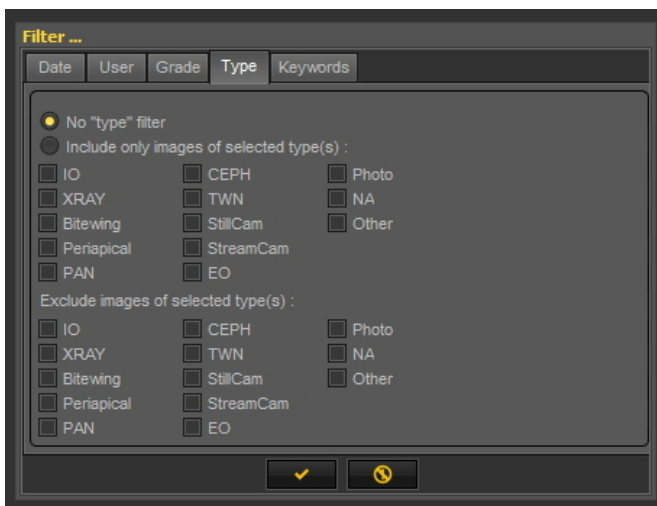 Filter ...
Date User Grade Type Keywords
No "type" filter
Include only images of selected type(s) :
IO CEPH Photo
XRAY TWN NA
Bitewing StillCam Other
Periapical StreamCam
PAN EO
Exclude images of selected type(s) :
IO CEPH Photo
XRAY TWN NA
Bitewing StillCam Other
Periapical StreamCam
PAN EO